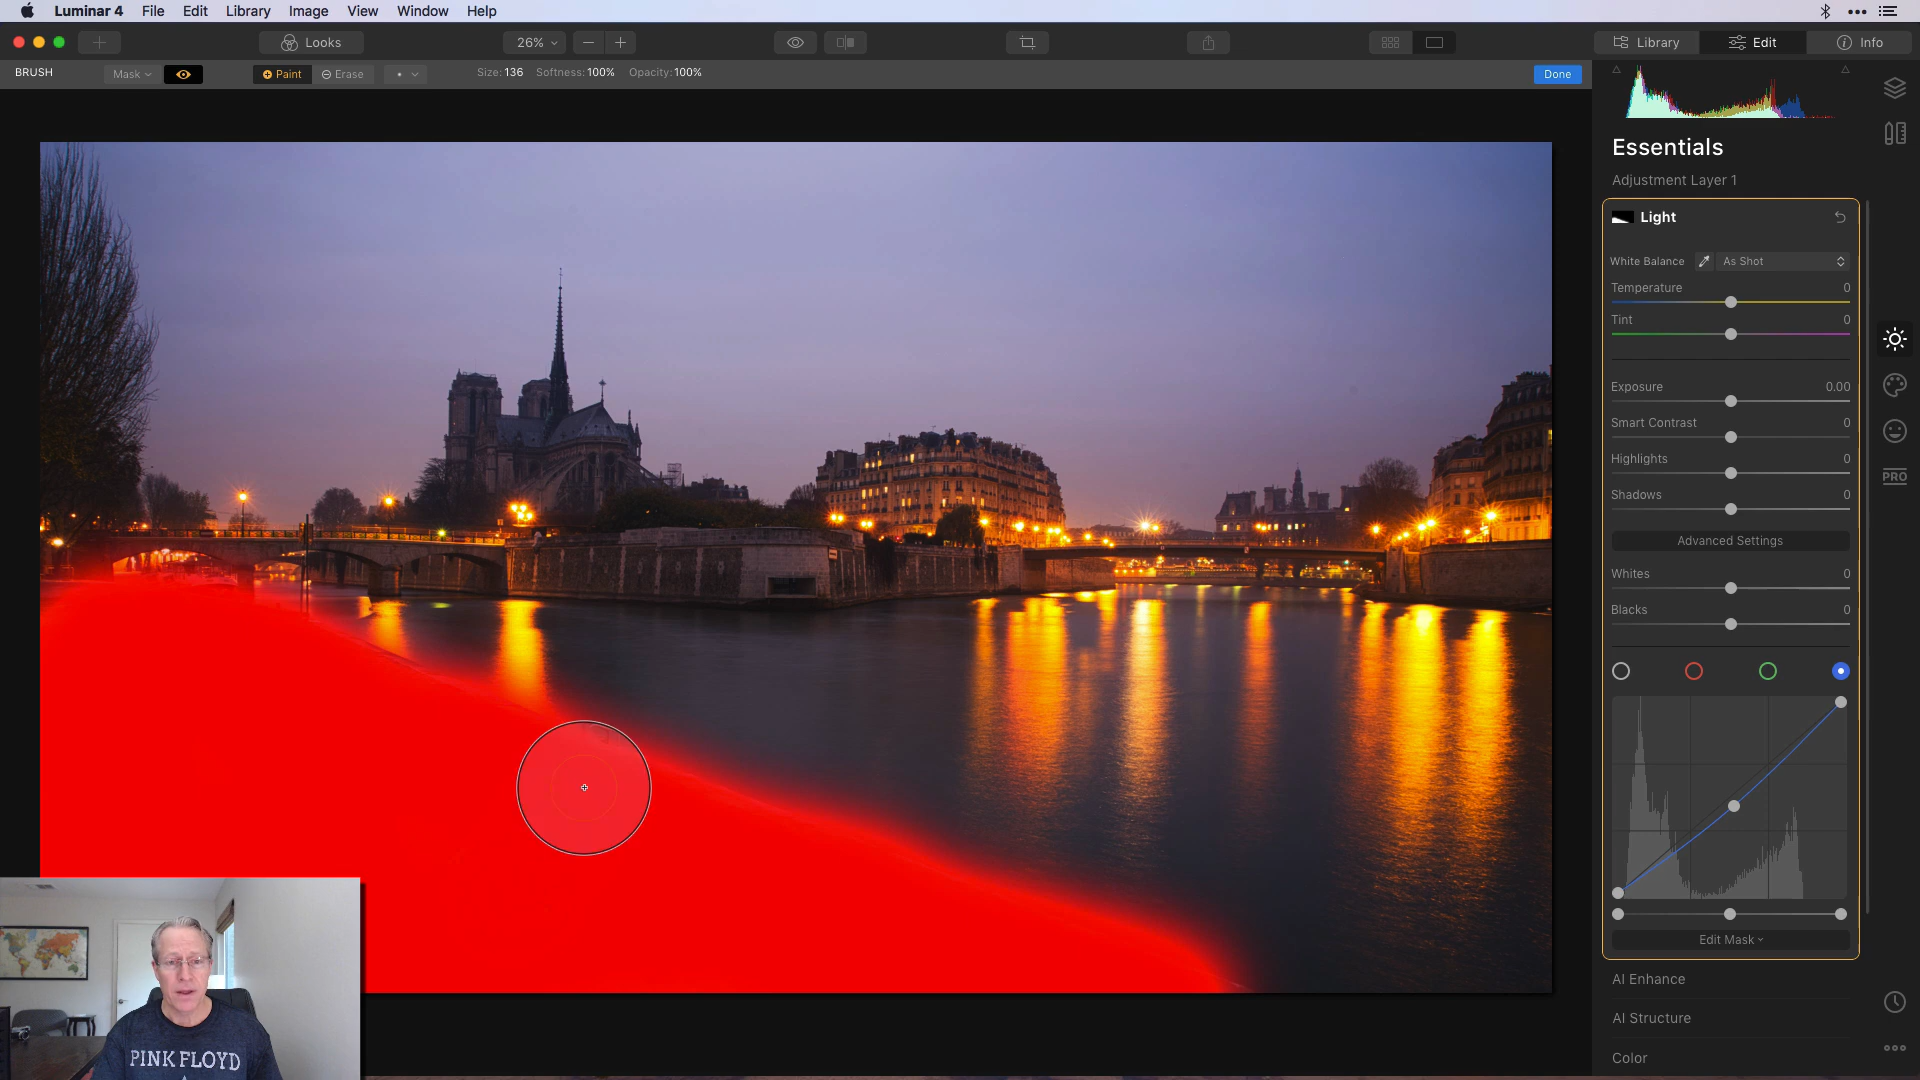 Luminar 4 File Edit Library Image View Window Help
Looks 26% Library Edit Info
BRUSH Mask Paint Erase Size: 136 Softness: 100% Opacity: 100% Done
Essentials
Adjustment Layer 1
Light
White Balance As Shot
Temperature 0
Tint 0
Exposure 0.00
Smart Contrast 0
Highlights 0
Shadows 0
PRO
Advanced Settings
Whites 0
Blacks 0
Edit Mask
AI Enhance
AI Structure
Color
PINK FLOYD